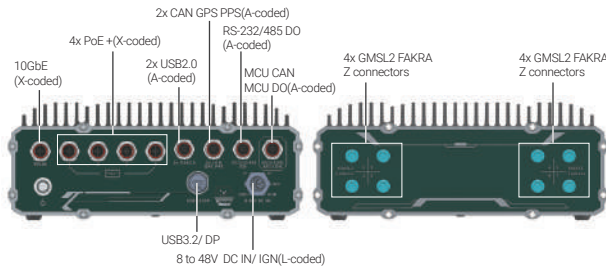 2x CAN GPS PPS(A-coded)
RS-232/485 DO
(A-coded)
4x PoE +(X-coded)
2x USB2.0
(A-coded)
10GbE
(X-coded)
MCU CAN
MCU DO(A-coded)
4x GMSL2 FAKRA
Z connectors
4x GMSL2 FAKRA
Z connectors
USB3.2/ DP
8 to 48V DC IN/ IGN(L-coded)